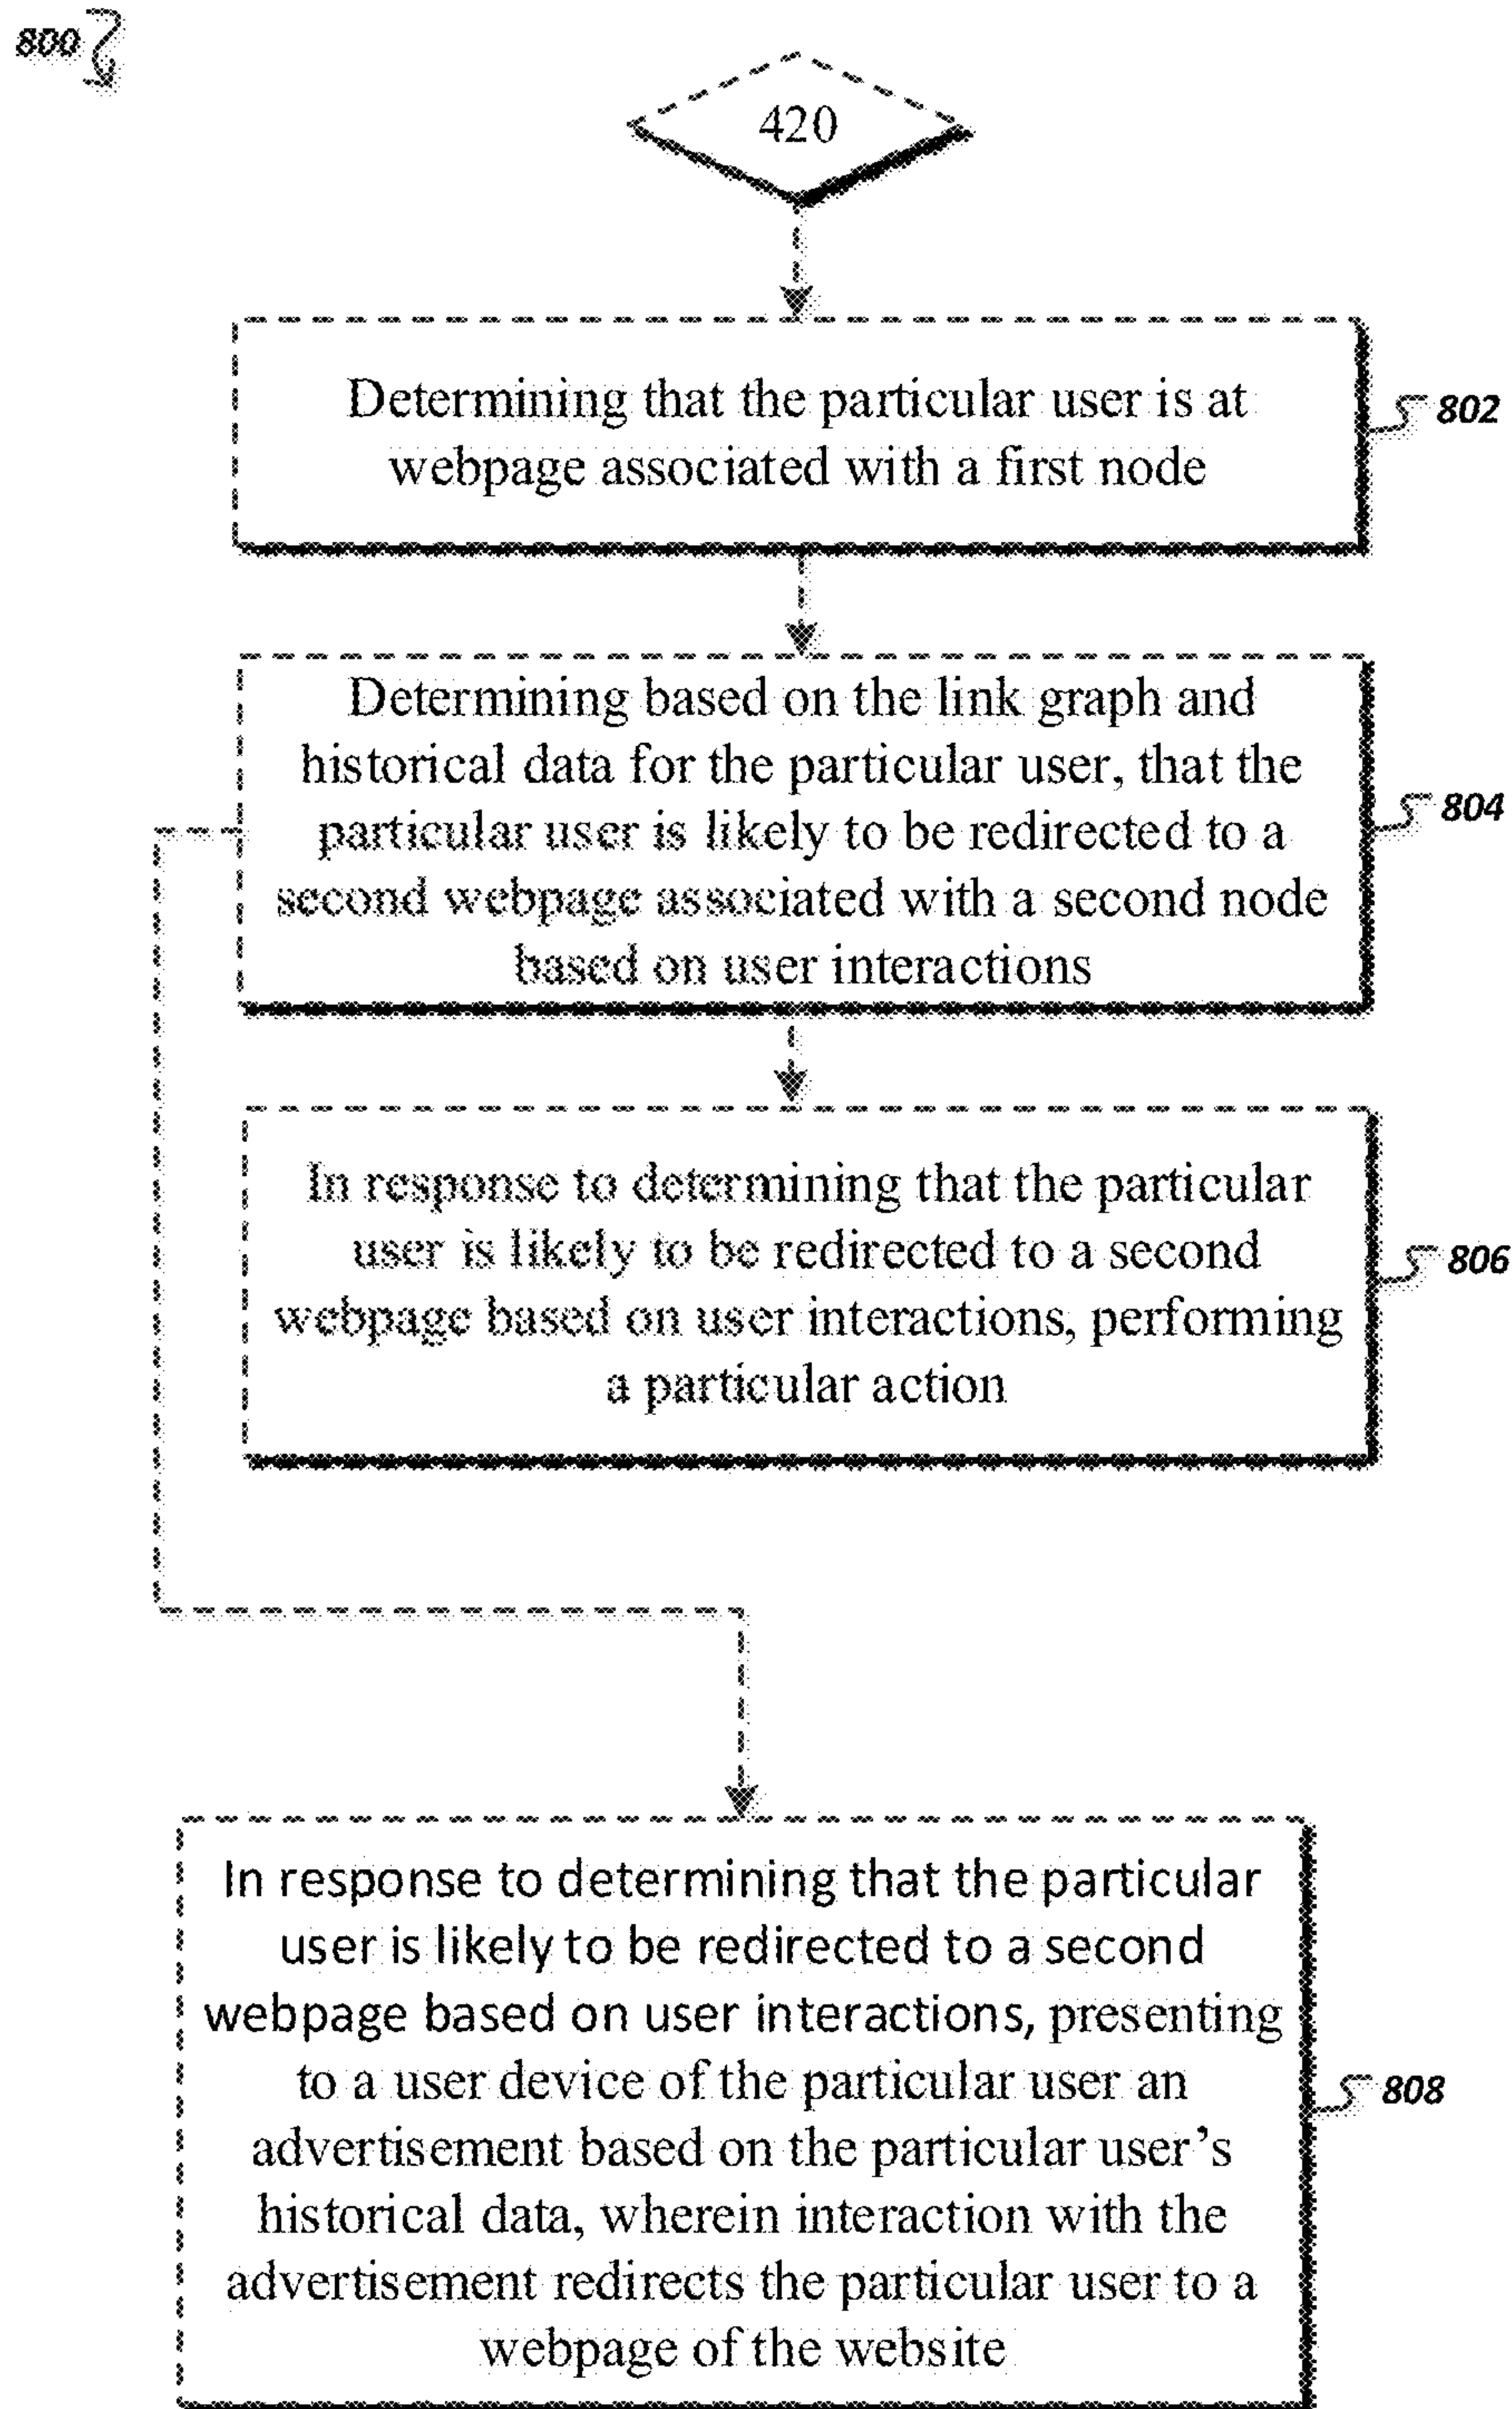 800
420
Determining that the particular user is at
webpage associated with a first node
802
Determining based on the link graph and
historical data for the particular user, that the
particular user is likely to be redirected to a
second webpage associated with a second node
based on user interactions
804
In response to determining that the particular
user is likely to be redirected to a second
webpage based on user interactions, performing
a particular action
806
In response to determining that the particular
user is likely to be redirected to a second
webpage based on user interactions, presenting
to a user device of the particular user an
advertisement based on the particular user’s
historical data, wherein interaction with the
advertisement redirects the particular user to a
webpage of the website
808